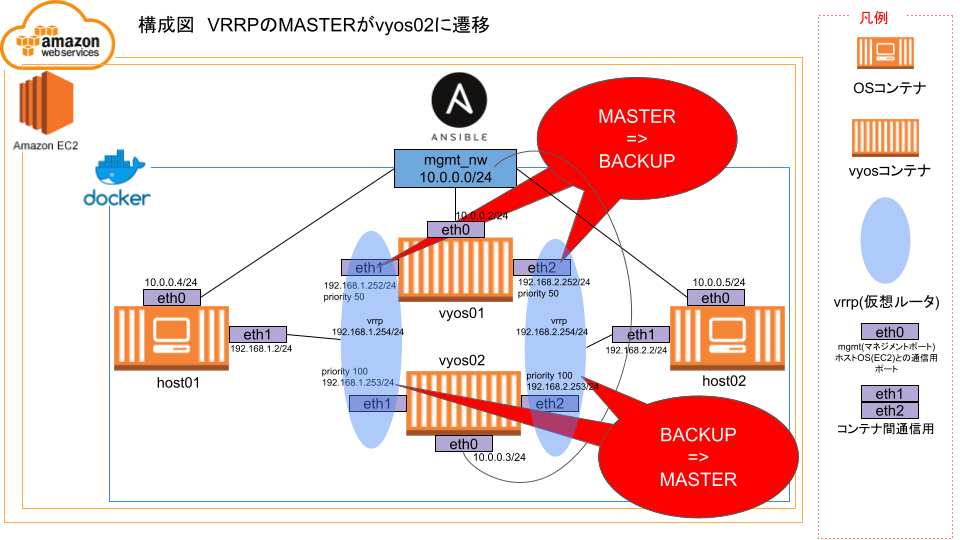 構成図 VRRPのMASTERがvyos02に遷移
amazon
webservices
Amazon EC2
docker
ANSIBLE
mgmt_nw
10.0.0.0/24
MASTER
=>
BACKUP
10.0.0.2/24
eth0
eth1
192.168.1.252/24
priority 50
vyos01
eth2
192.168.2.252/24
priority 50
10.0.0.4/24
eth0
eth1
192.168.1.2/24
host01
vrrp
192.168.1.254/24
vrrp
192.168.2.254/24
10.0.0.5/24
eth0
eth1
192.168.2.2/24
host02
vyos02
priority 100
192.168.1.253/24
eth1
priority 100
192.168.2.253/24
eth2
eth0
10.0.0.3/24
BACKUP
=>
MASTER
凡例
OSコンテナ
vyosコンテナ
vrrp(仮想ルータ)
eth0
mgmt(マネジメントポート)
ホストOS(EC2)との通信用
ポート
eth1
eth2
コンテナ間通信用